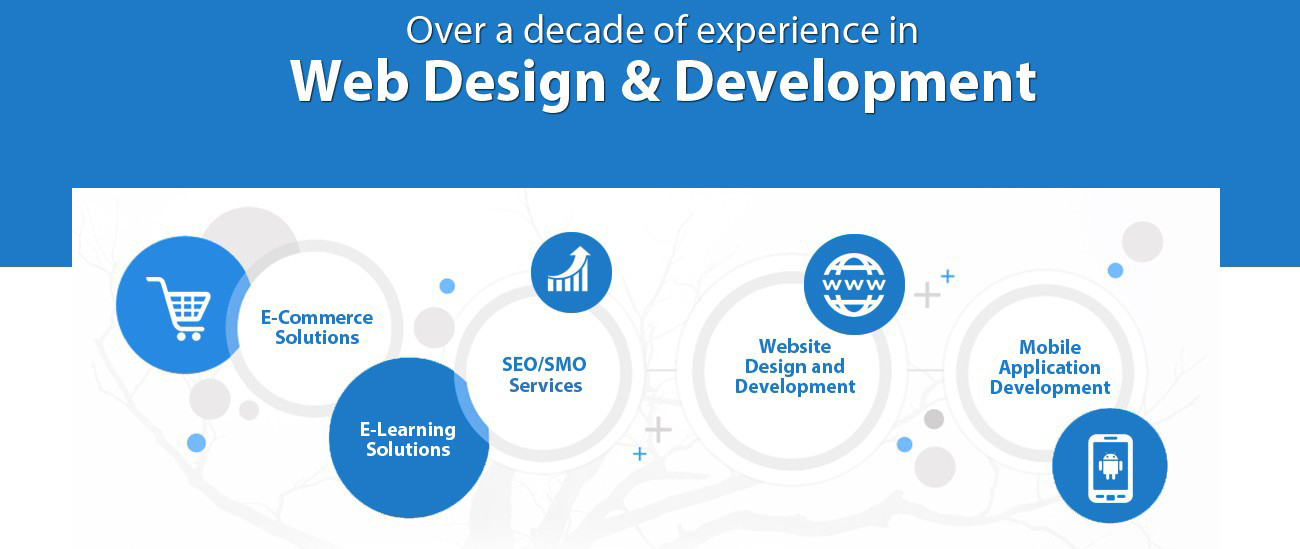 Over a decade of experience in
Web Design & Development
E-Commerce
Solutions
E-Learning
Solutions
SEO/SMO
Services
WWW
Website
Design and
Development
Mobile
Application
Development